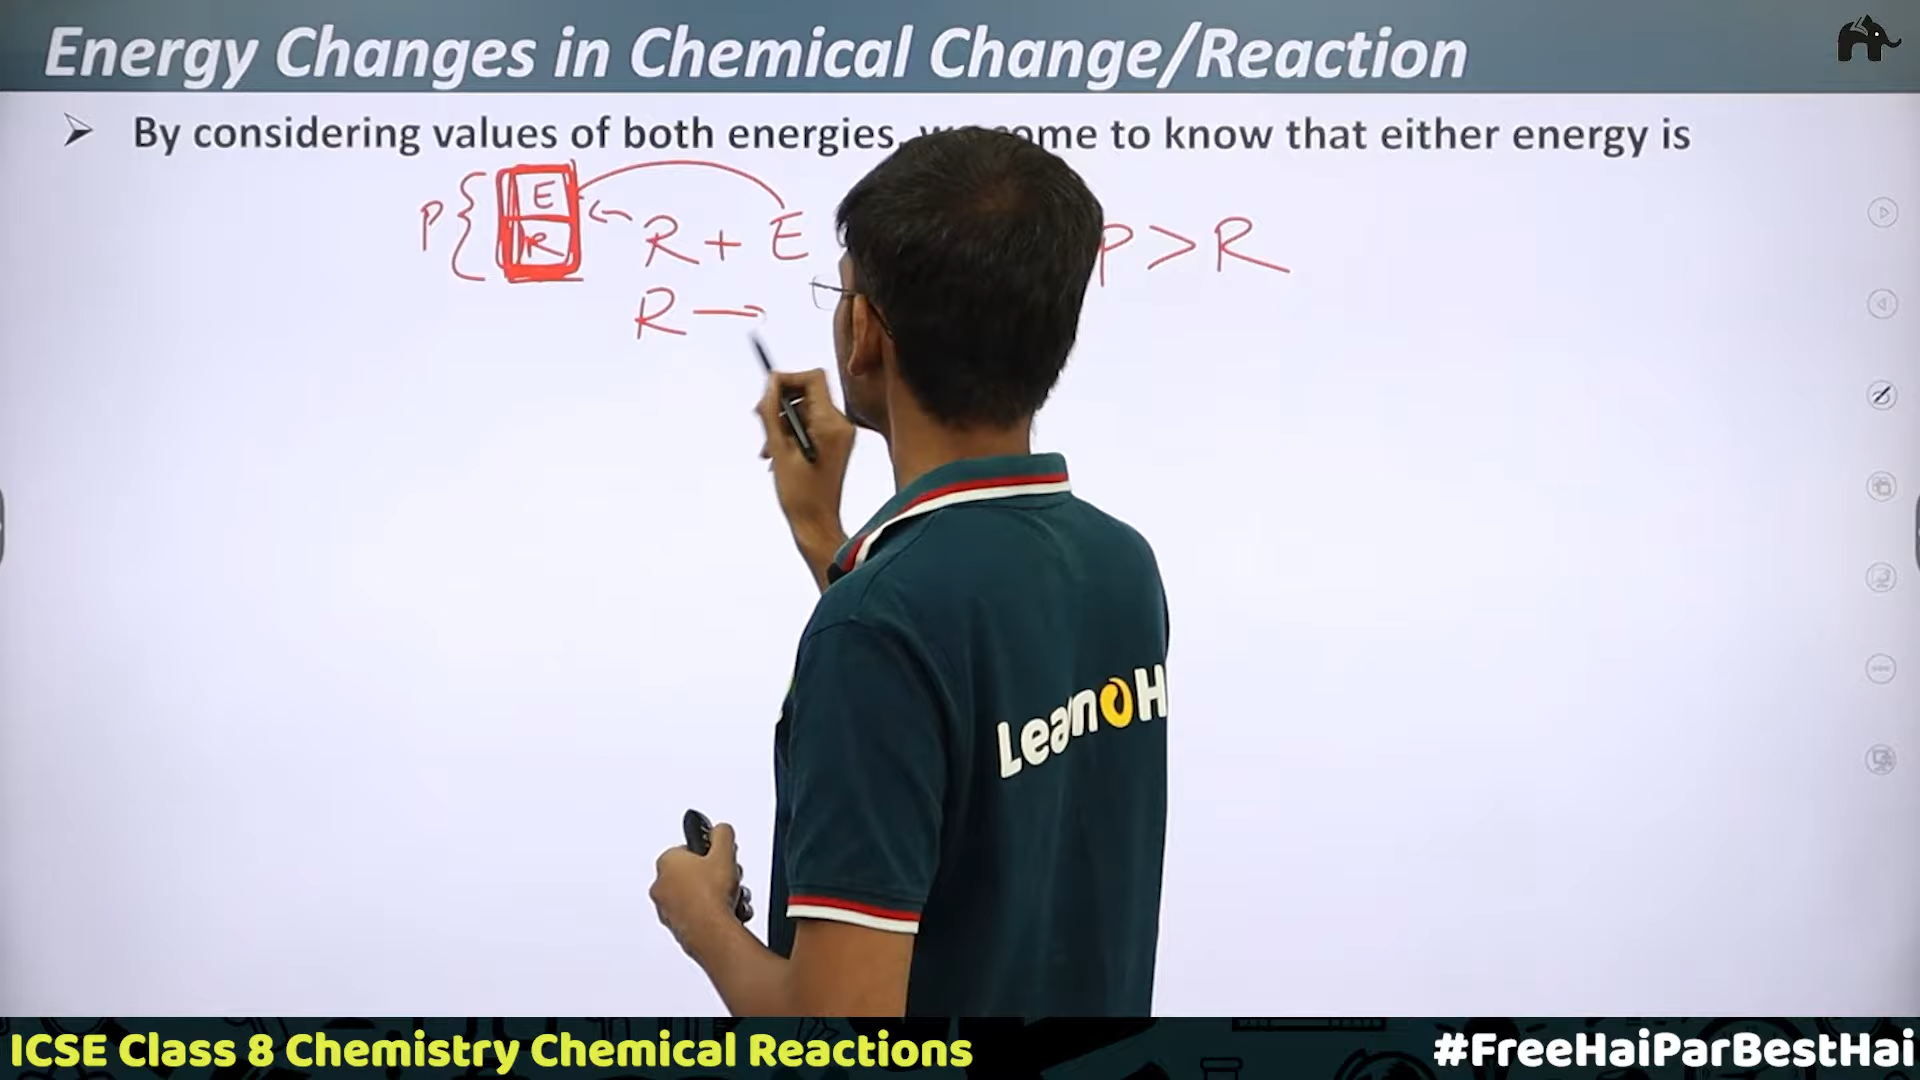 Energy Changes in Chemical Change/Reaction
➢ By considering values of both energies, come to know that either energy is
P { E
R
R + E
P > R
R →
LearnoH
ICSE Class 8 Chemistry Chemical Reactions
#FreeHaiParBestHai